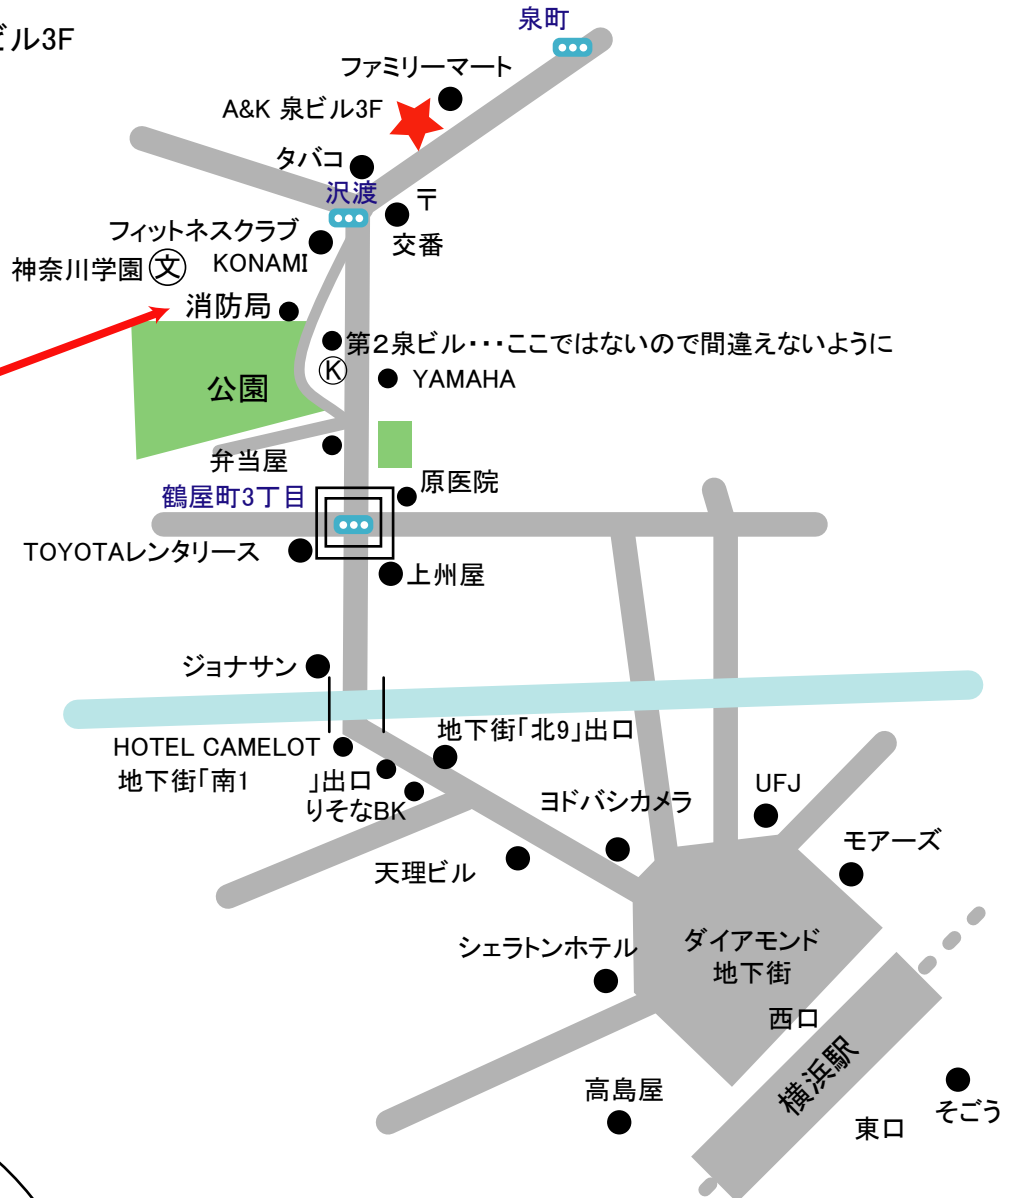 泉町
ビル3F
ファミリーマート
A&K 泉ビル3F
タバコ
沢渡
〒
フィットネスクラブ
KONAMI
交番
神奈川学園
文
消防局
第2泉ビル・・・ここではないので間違えないように
K
YAMAHA
公園
弁当屋
原医院
鶴屋町3丁目
TOYOTAレンタリース
上州屋
ジョナサン
地下街「北9」出口
HOTEL CAMELOT
地下街「南1 」出口
りそなBK
ヨドバシカメラ
UFJ
モアーズ
天理ビル
シェラトンホテル
ダイアモンド
地下街
西口
横浜駅
高島屋
そごう
東口